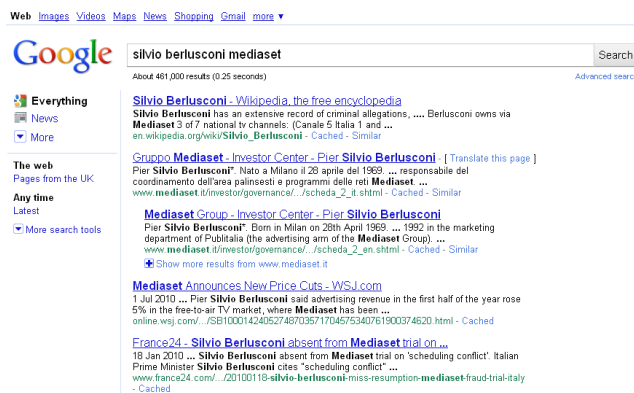 Web Images Videos Maps News Shopping Gmail more ▼
Google
silvio berlusconi mediaset
Search
About 461,000 results (0.25 seconds)
Advanced searc
Everything
News
More
The web
Pages from the UK
Any time
Latest
More search tools
Silvio Berlusconi - Wikipedia, the free encyclopedia
Silvio Berlusconi has an extensive record of criminal allegations, .... Berlusconi owns via
Mediaset 3 of 7 national tv channels: (Canale 5 Italia 1 and ...
en.wikipedia.org/wiki/Silvio_Berlusconi - Cached - Similar
Gruppo Mediaset - Investor Center - Pier Silvio Berlusconi - [ Translate this page ]
Pier Silvio Berlusconi*. Nato a Milano il 28 aprile del 1969. ... responsabile del
coordinamento dell'area palinsesti e programmi delle reti Mediaset. ...
www.mediaset.it/investor/governance/.../scheda_2_it.shtml - Cached - Similar
Mediaset Group - Investor Center - Pier Silvio Berlusconi
Pier Silvio Berlusconi*. Born in Milan on 28th April 1969. ... 1992 in the marketing
department of Publitalia (the advertising arm of the Mediaset Group). ...
www.mediaset.it/investor/governance/.../scheda_2_en.shtml - Cached - Similar
Show more results from www.mediaset.it
Mediaset Announces New Price Cuts - WSJ.com
1 Jul 2010 ... Pier Silvio Berlusconi said advertising revenue in the first half of the year rose
5% in the free-to-air TV market, where Mediaset has been ...
online.wsj.com/.../SB10001424052748703571704575340761900374620.html - Cached
France24 - Silvio Berlusconi absent from Mediaset trial on ...
18 Jan 2010 ... Silvio Berlusconi absent from Mediaset trial on 'scheduling conflict'. Italian
Prime Minister Silvio Berlusconi cites "scheduling conflict" ...
www.france24.com/.../20100118-silvio-berlusconi-miss-resumption-mediaset-fraud-trial-italy
- Cached